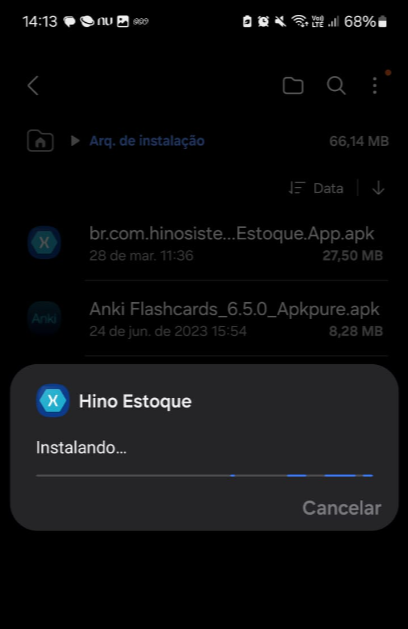 14:13 68%
Arq. de instalação 66,14 MB
Data
br.com.hinosiste...Estoque.App.apk
28 de mar. 11:36 27,50 MB
Anki Flashcards_6.5.0_Apkpure.apk
24 de jun. de 2023 15:54 8,28 MB
Hino Estoque
Instalando...
Cancelar